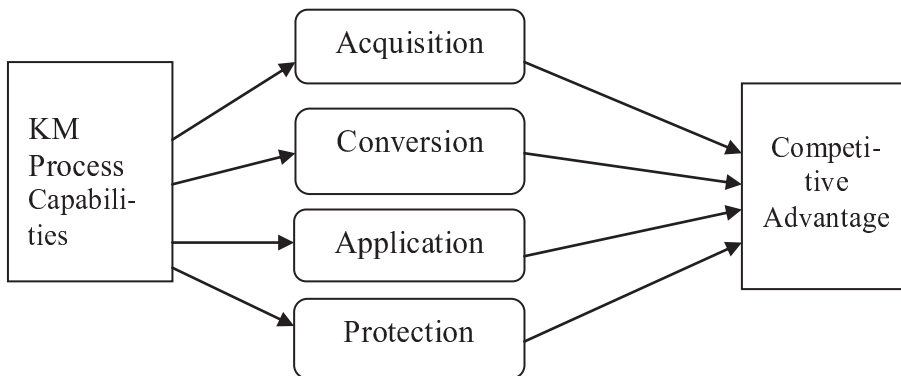 KM
Process
Capabili-
ties
Acquisition
Conversion
Application
Protection
Competi-
tive
Advantage